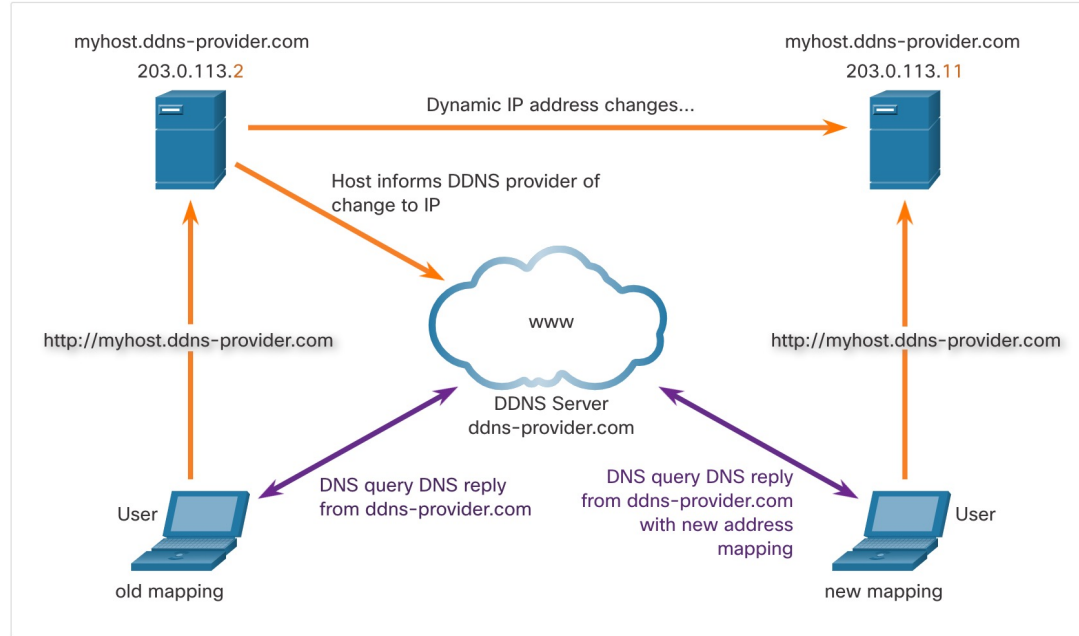 myhost.ddns-provider.com
203.0.113.2
myhost.ddns-provider.com
203.0.113.11
Dynamic IP address changes...
Host informs DDNS provider of
change to IP
www
http://myhost.ddns-provider.com
http://myhost.ddns-provider.com
DDNS Server
ddns-provider.com
DNS query DNS reply
from ddns-provider.com
DNS query DNS reply
from ddns-provider.com
with new address
mapping
User
old mapping
User
new mapping